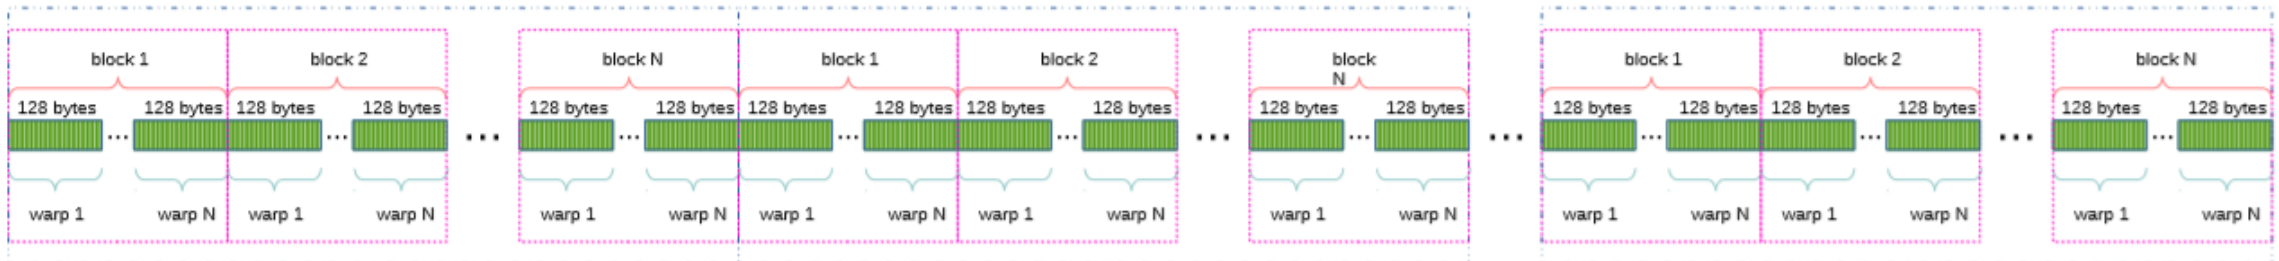 block 1 block 2 block N block 1 block 2 block N block 1 block 2 block N
128 bytes 128 bytes 128 bytes 128 bytes 128 bytes 128 bytes 128 bytes 128 bytes 128 bytes 128 bytes 128 bytes 128 bytes 128 bytes 128 bytes 128 bytes 128 bytes 128 bytes 128 bytes
... ... ... ... ... ... ... ... ... ... ... ... ... ...
warp 1 warp N warp 1 warp N warp 1 warp N warp 1 warp N warp 1 warp N warp 1 warp N warp 1 warp N warp 1 warp N warp 1 warp N